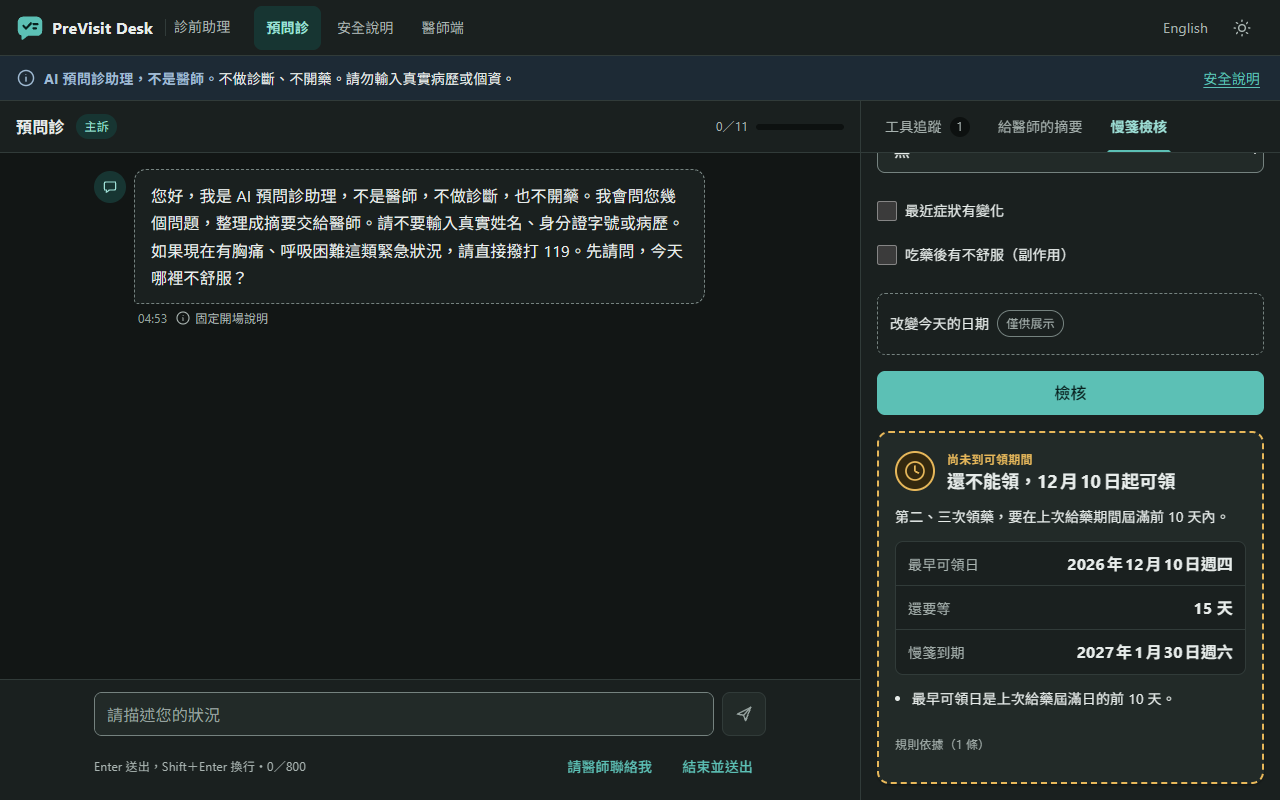 PreVisit Desk 診前助理 預問診 安全說明 醫師端 English
AI 預問診助理，不是醫師。不做診斷、不開藥。請勿輸入真實病歷或個資。 安全說明
預問診 主訴 0／11
您好，我是 AI 預問診助理，不是醫師，不做診斷，也不開藥。我會問您幾
個問題，整理成摘要交給醫師。請不要輸入真實姓名、身分證字號或病歷。
如果現在有胸痛、呼吸困難這類緊急狀況，請直接撥打 119。先請問，今天
哪裡不舒服？
04:53 固定開場說明
請描述您的狀況
Enter 送出，Shift＋Enter 換行・0／800 請醫師聯絡我 結束並送出
工具追蹤 1 給醫師的摘要 慢箋檢核
最近症狀有變化
吃藥後有不舒服（副作用）
改變今天的日期 僅供展示
檢核
尚未到可領期間
還不能領，12 月 10 日起可領
第二、三次領藥，要在上次給藥期間屆滿前 10 天內。
最早可領日 2026 年 12 月 10 日週四
還要等 15 天
慢箋到期 2027 年 1 月 30 日週六
• 最早可領日是上次給藥屆滿日的前 10 天。
規則依據（1 條）